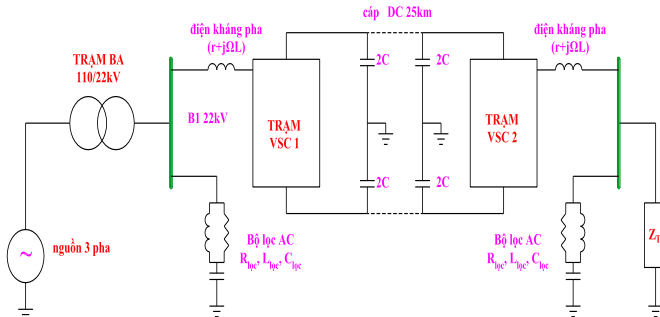 cáp DC 25km
điện kháng pha
(r+jΩL)
điện kháng pha
(r+jΩL)
TRẠM BA
110/22kV
2C
2C
B1 22kV
TRẠM
VSC 1
TRẠM
VSC 2
2C
2C
nguồn 3 pha
~
Bộ lọc AC
Rlọc, Llọc, Clọc
Bộ lọc AC
Rlọc, Llọc, Clọc